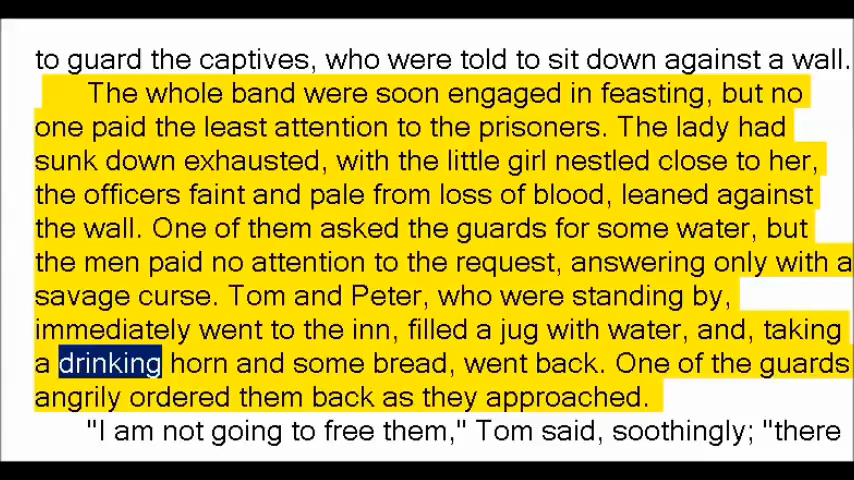 to guard the captives, who were told to sit down against a wall.
The whole band were soon engaged in feasting, but no
one paid the least attention to the prisoners. The lady had
sunk down exhausted, with the little girl nestled close to her,
the officers faint and pale from loss of blood, leaned against
the wall. One of them asked the guards for some water, but
the men paid no attention to the request, answering only with a
savage curse. Tom and Peter, who were standing by,
immediately went to the inn, filled a jug with water, and, taking
a drinking horn and some bread, went back. One of the guards
angrily ordered them back as they approached.
"I am not going to free them," Tom said, soothingly; "there